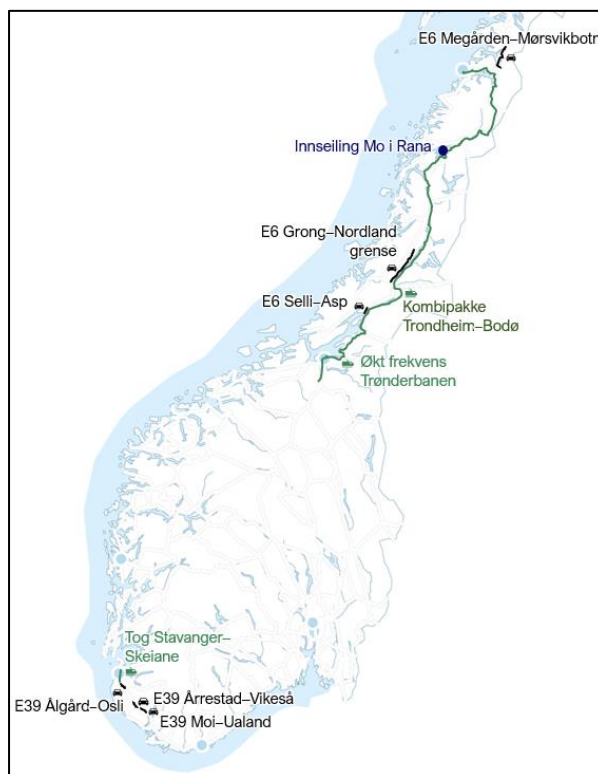 E6 Megården–Mørsvikbotn
Innseiling Mo i Rana
E6 Grong–Nordland
grense
E6 Selli–Asp
Kombipakke
Trondheim–Bodø
Økt frekvens
Trønderbanen
Tog Stavanger–
Skeiane
E39 Ålgård–Osli
E39 Årrestad–Vikeså
E39 Moi–Ualand